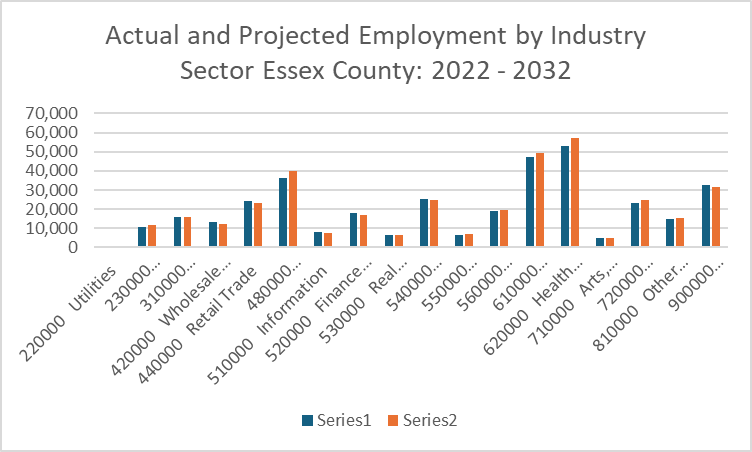 Actual and Projected Employment by Industry
Sector Essex County: 2022 - 2032
70,000
60,000
50,000
40,000
30,000
20,000
10,000
0
220000 Utilities
230000...
310000...
420000 Wholesale...
440000 Retail Trade
480000...
510000 Information
520000 Finance...
530000 Real...
540000...
550000...
560000...
610000...
620000 Health...
710000 Arts,...
720000...
810000 Other...
900000...
Series1 Series2